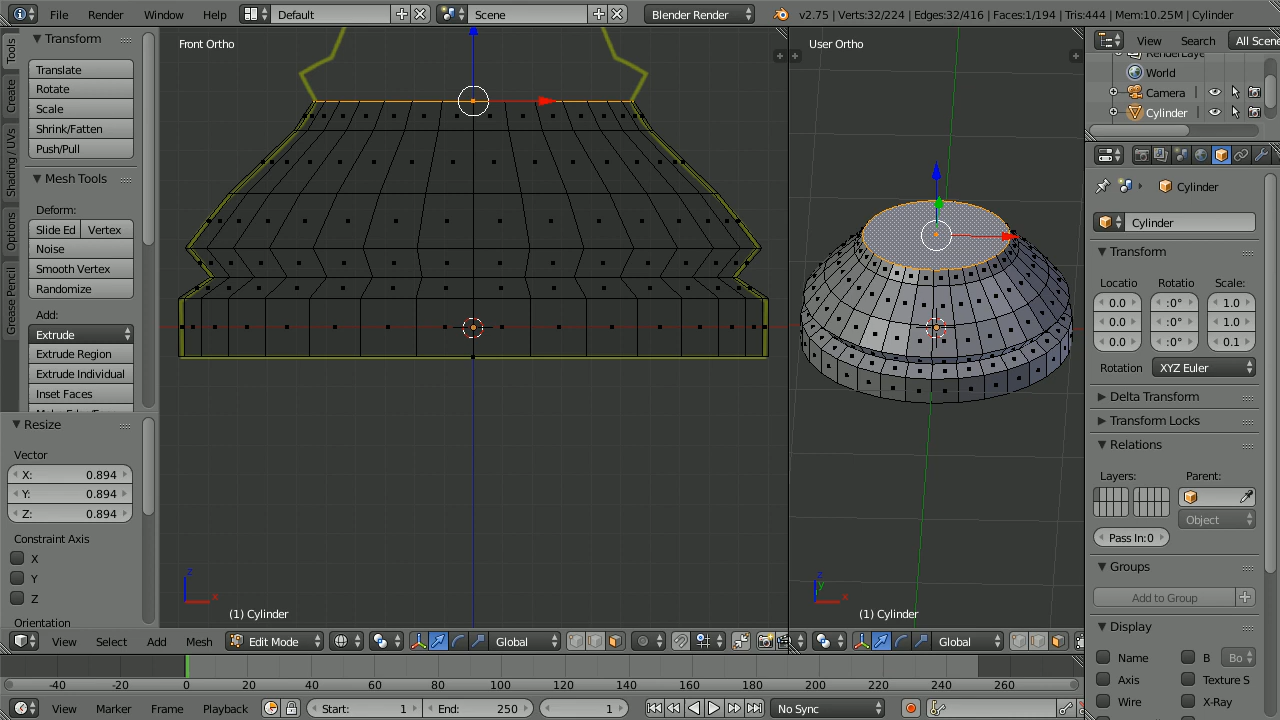 File Render Window Help Default Scene Blender Render v2.75 | Verts:32/224 | Edges:32/416 | Faces:1/194 | Tris:444 | Mem:10.25M | Cylinder
Tools
Create
Shading / UVs
Options
Grease Pencil
Transform
Translate
Rotate
Scale
Shrink/Fatten
Push/Pull
Mesh Tools
Deform:
Slide Ed Vertex
Noise
Smooth Vertex
Randomize
Add:
Extrude
Extrude Region
Extrude Individual
Inset Faces
Resize
Vector
X: 0.894
Y: 0.894
Z: 0.894
Constraint Axis
X
Y
Z
Orientation
Front Ortho
z
x
(1) Cylinder
User Ortho
z
y
x
(1) Cylinder
View Select Add Mesh Edit Mode Global
Global
View Search All Scen
RenderLaye
World
Camera
Cylinder
Cylinder
Cylinder
Transform
Locatio Rotatio Scale:
0.0 :0° 1.0
0.0 :0° 1.0
0.0 :0° 0.1
Rotation XYZ Euler
Delta Transform
Transform Locks
Relations
Layers: Parent:
Object
Pass In:0
Groups
Add to Group
Display
Name B Bo
Axis Texture S
Wire X-Ray
-40 -20 0 20 40 60 80 100 120 140 160 180 200 220 240 260
View Marker Frame Playback Start: 1 End: 250 1 No Sync